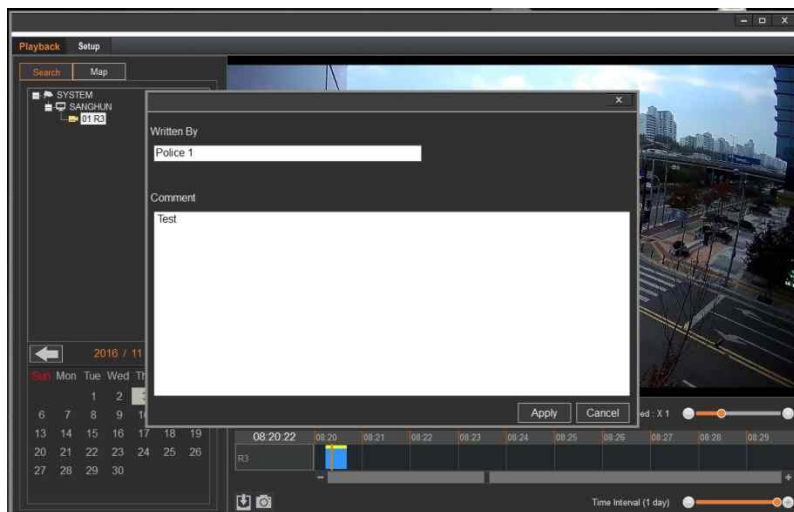 Playback Setup
Search Map
SYSTEM
SANGHUN
01 R3
X
Written By
Police 1
Comment
Test
Apply Cancel
2016 / 11
Sun Mon Tue Wed
1 2
6 7 8 9
13 14 15 16 17 18 19
20 21 22 23 24 25 26
27 28 29 30
: X 1
08:20:22 08:20 08:21 08:22 08:23 08:24 08:25 08:26 08:27 08:28 08:29
R3
Time Interval (1 day)